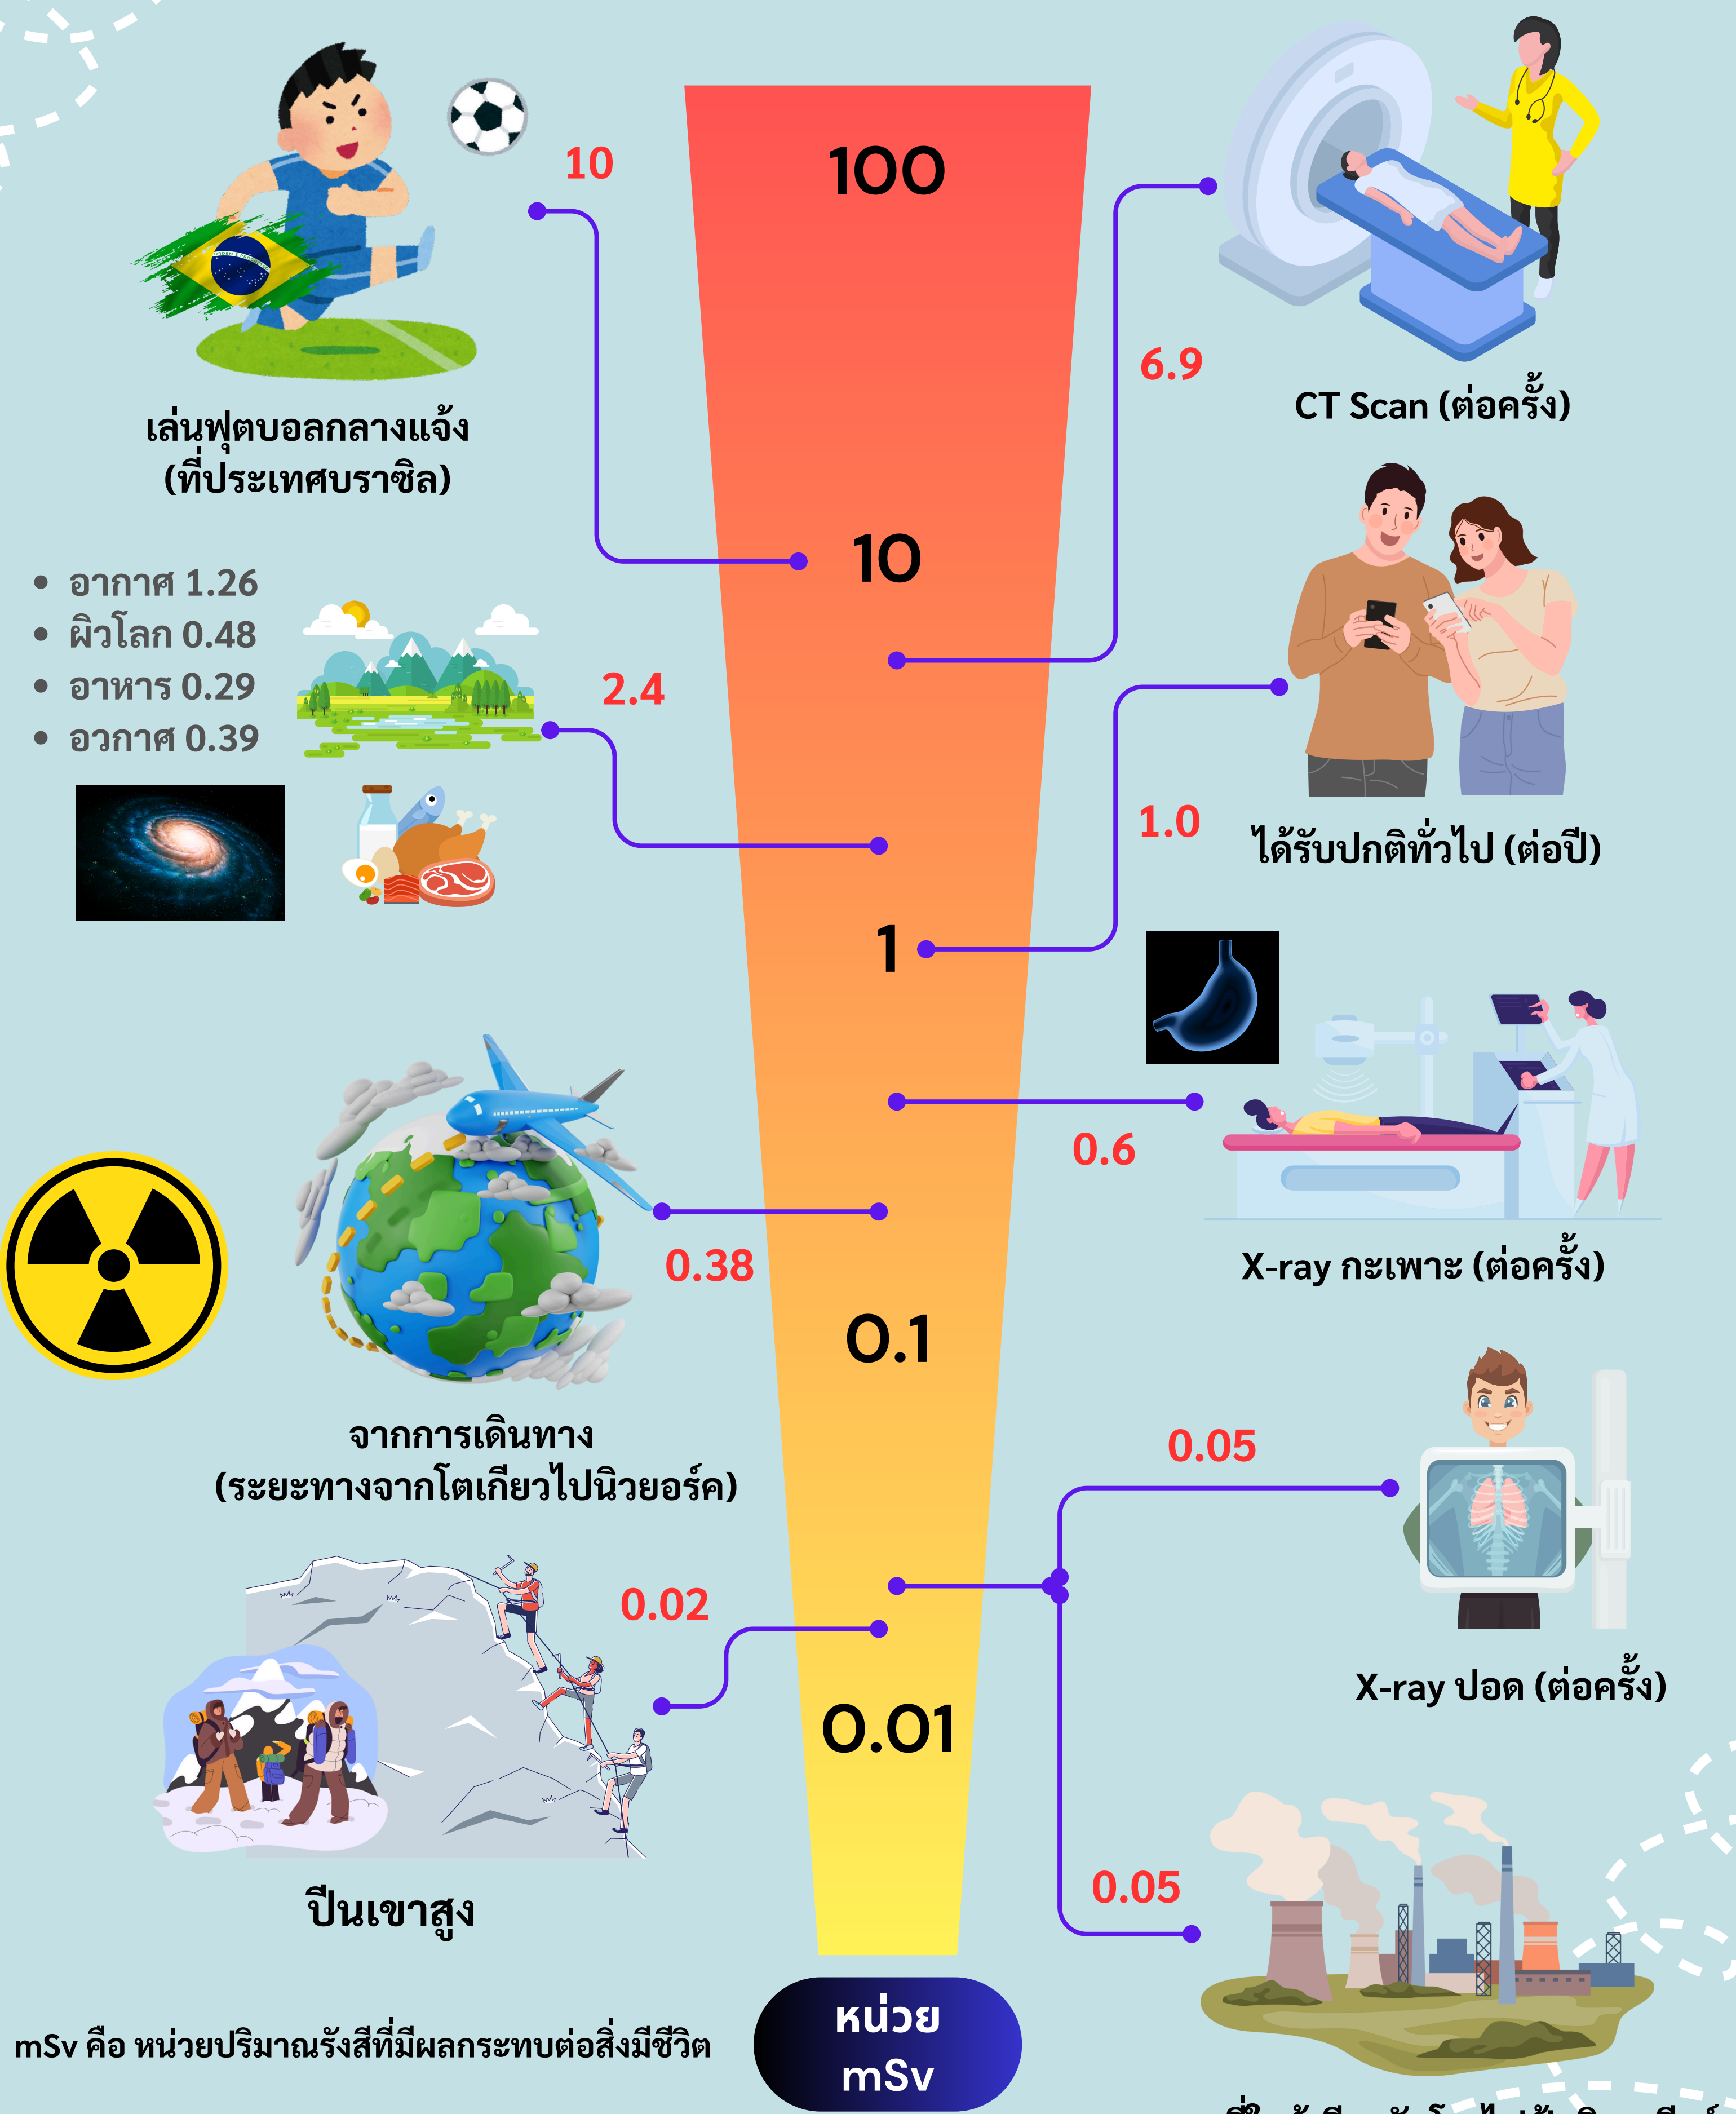 10
เล่นฟุตบอลกลางแจ้ง
(ที่ประเทศบราซิล)
• อากาศ 1.26
• ผิวโลก 0.48
• อาหาร 0.29
• อวกาศ 0.39
2.4
0.38
จากการเดินทาง
(ระยะทางจากโตเกียวไปนิวยอร์ค)
0.02
ปีนเขาสูง
mSv คือ หน่วยปริมาณรังสีที่มีผลกระทบต่อสิ่งมีชีวิต
100
10
1
0.1
0.01
หน่วย
mSv
6.9
CT Scan (ต่อครั้ง)
1.0
ได้รับปกติทั่วไป (ต่อปี)
0.6
X-ray กะเพาะ (ต่อครั้ง)
0.05
X-ray ปอด (ต่อครั้ง)
0.05